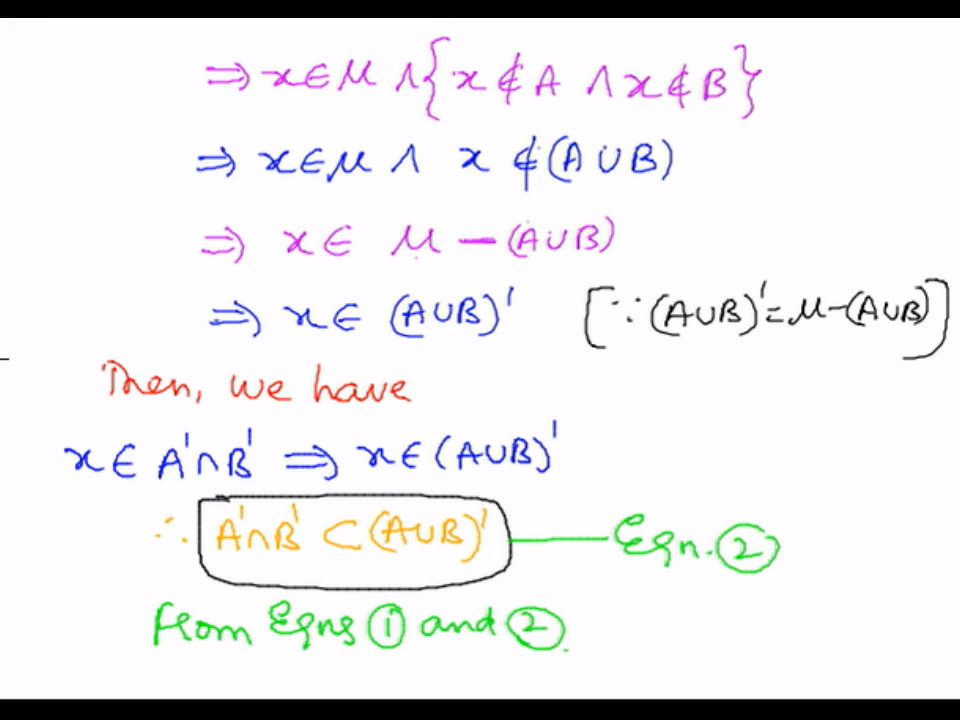 ⇒ x ∈ μ ∧ { x ∉ A ∧ x ∉ B }
⇒ x ∈ μ ∧ x ∉ (A ∪ B)
⇒ x ∈ μ − (A ∪ B)
⇒ x ∈ (A ∪ B)' [∵ (A ∪ B)' = μ − (A ∪ B)]
Then, we have
x ∈ A' ∩ B' ⇒ x ∈ (A ∪ B)'
∴ A' ∩ B' ⊂ (A ∪ B)' — Eqn. ②
From Eqns ① and ②.